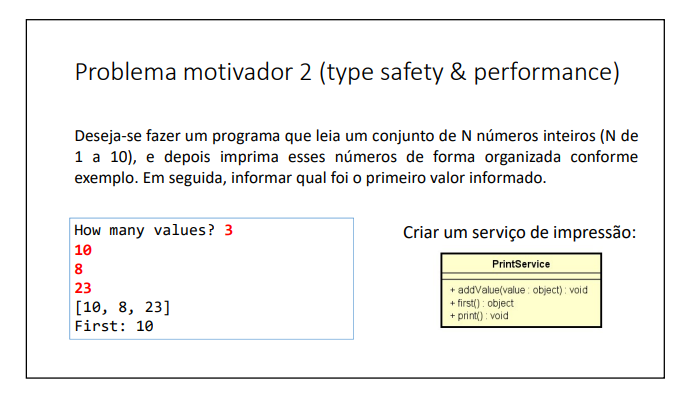 Problema motivador 2 (type safety & performance)
Deseja-se fazer um programa que leia um conjunto de N números inteiros (N de
1 a 10), e depois imprima esses números de forma organizada conforme
exemplo. Em seguida, informar qual foi o primeiro valor informado.
How many values? 3
10
8
23
[10, 8, 23]
First: 10
Criar um serviço de impressão:
PrintService
+ addValue(value : object) : void
+ first() : object
+ print() : void